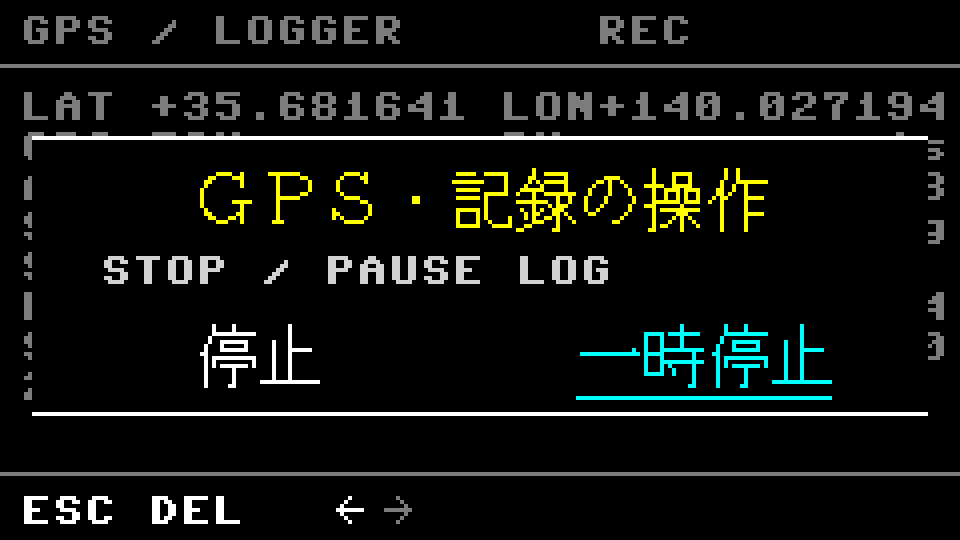 GPS / LOGGER REC
LAT +35.681641 LON+140.027194
GPS・記録の操作
STOP / PAUSE LOG
停止 一時停止
ESC DEL ← →